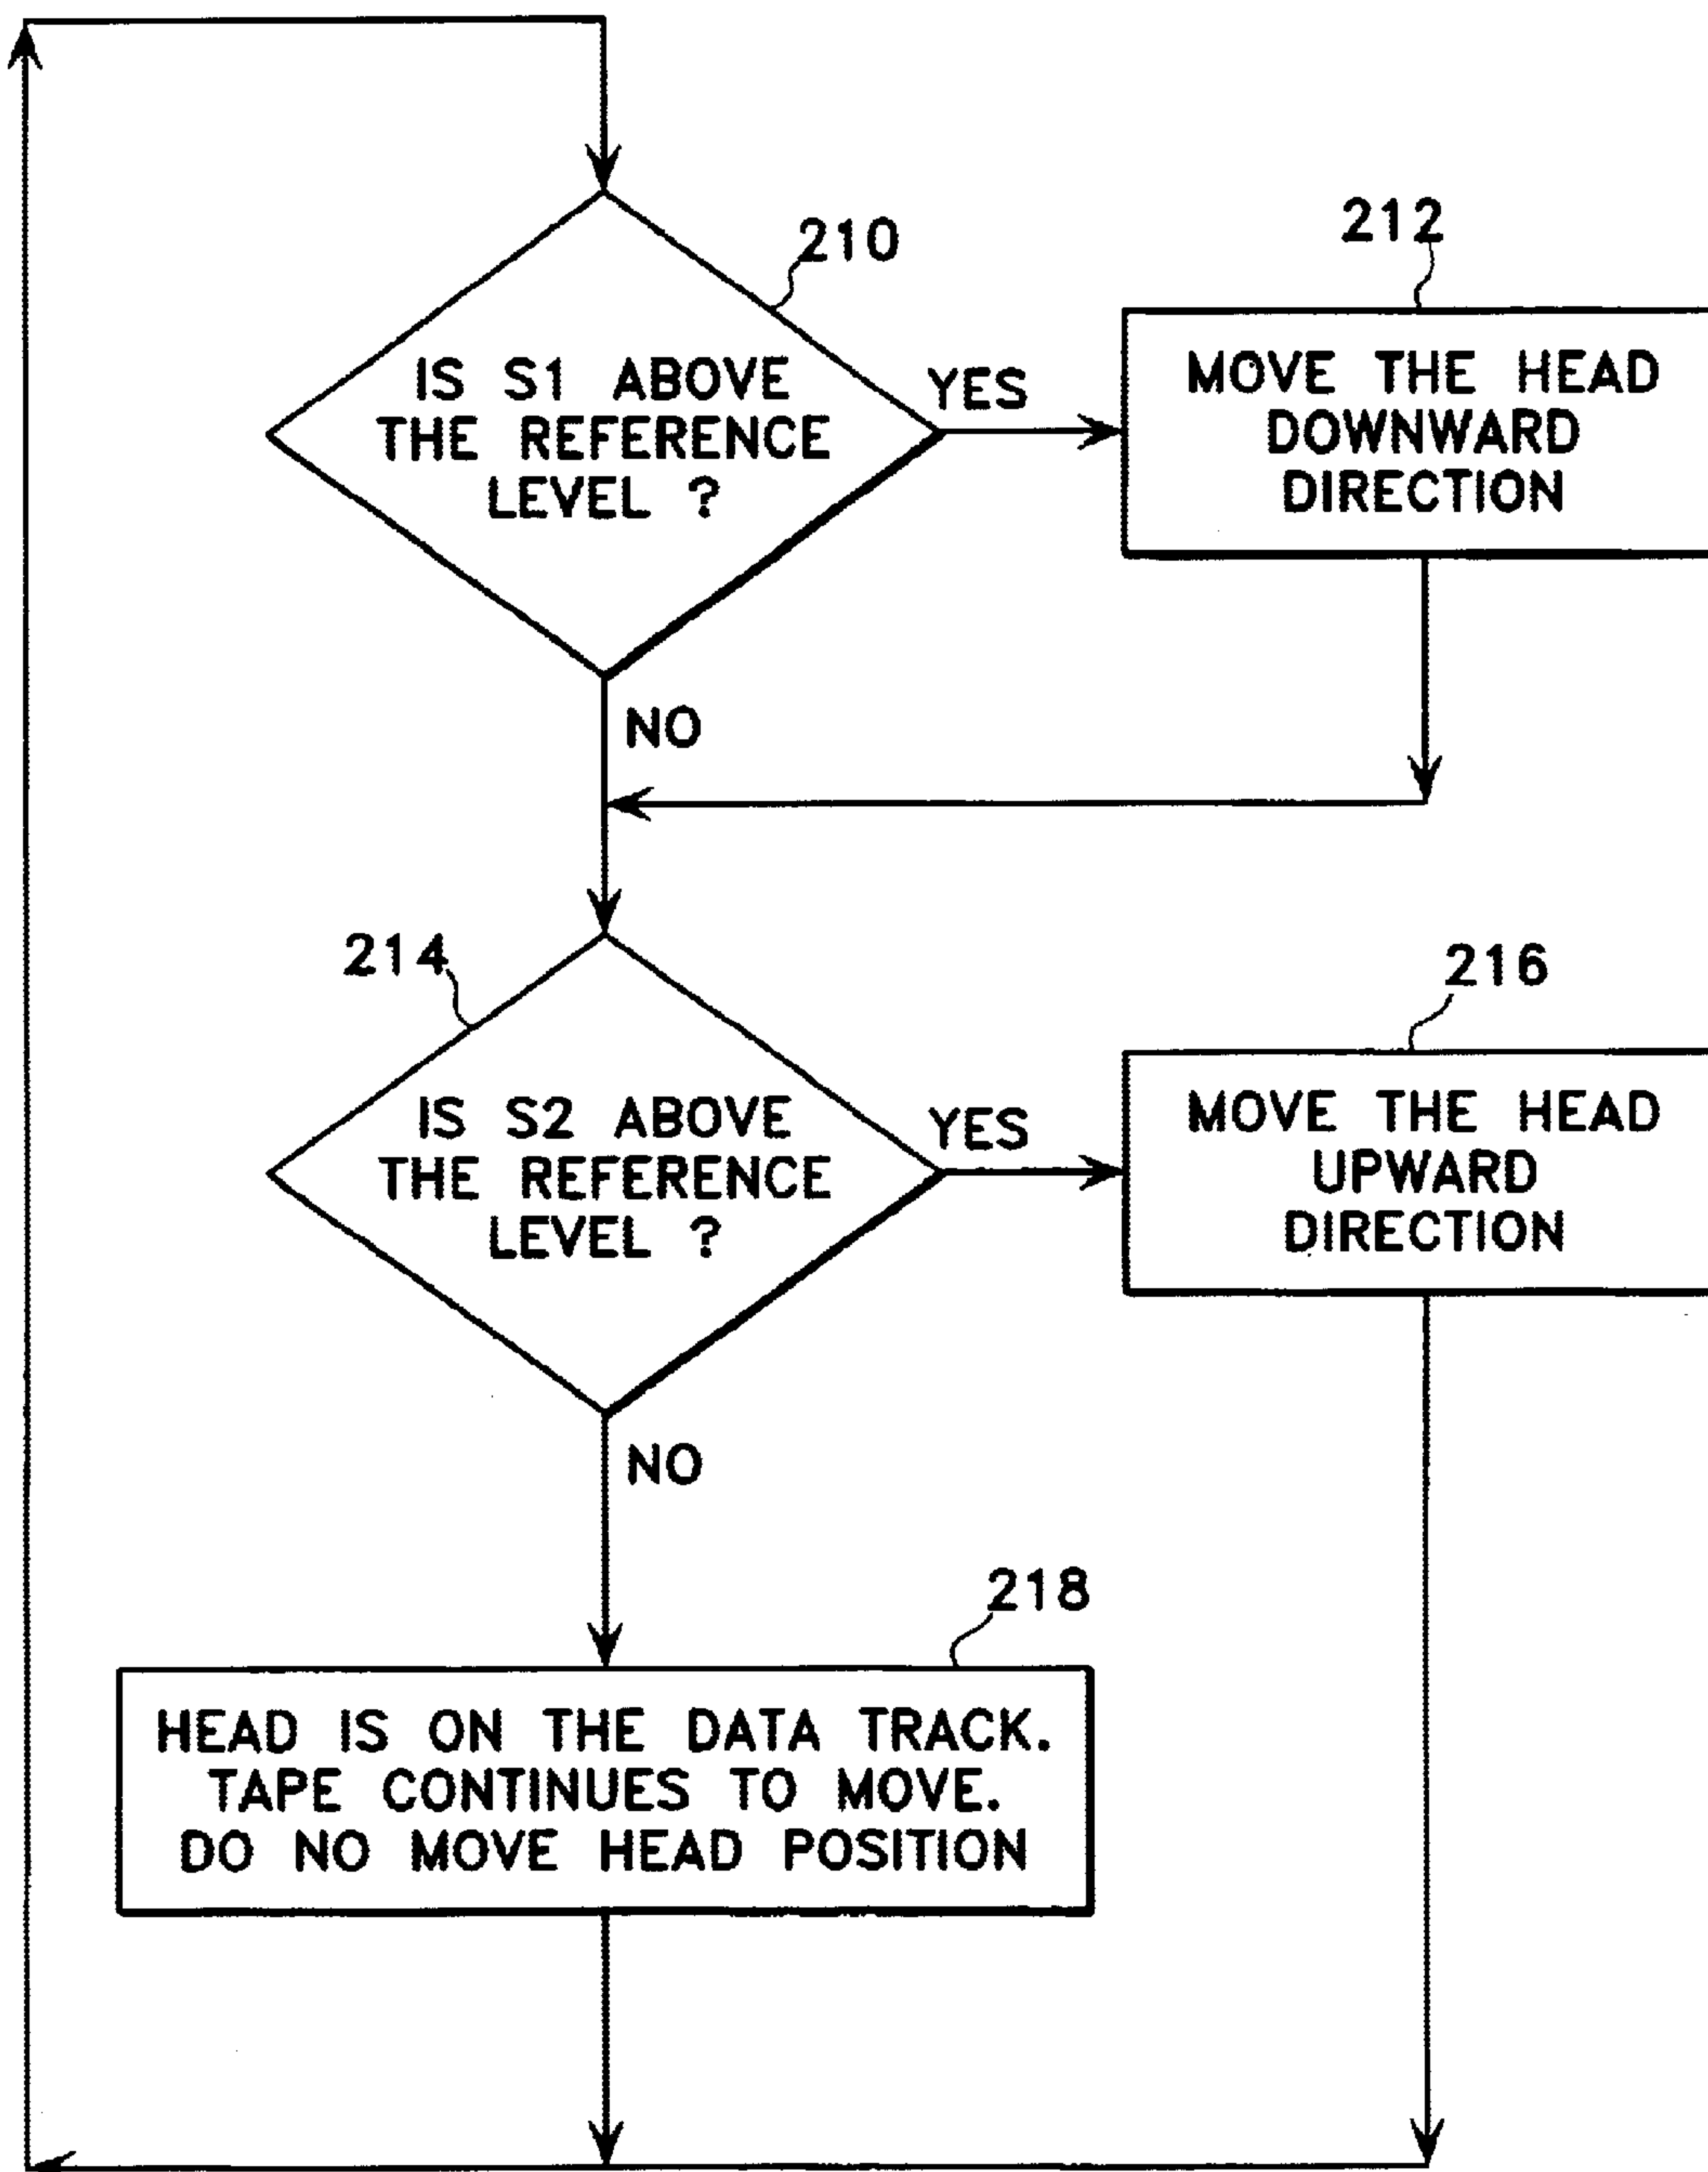 210
IS S1 ABOVE
THE REFERENCE
LEVEL ?
YES
212
MOVE THE HEAD
DOWNWARD
DIRECTION
NO
214
IS S2 ABOVE
THE REFERENCE
LEVEL ?
YES
216
MOVE THE HEAD
UPWARD
DIRECTION
NO
218
HEAD IS ON THE DATA TRACK.
TAPE CONTINUES TO MOVE.
DO NO MOVE HEAD POSITION